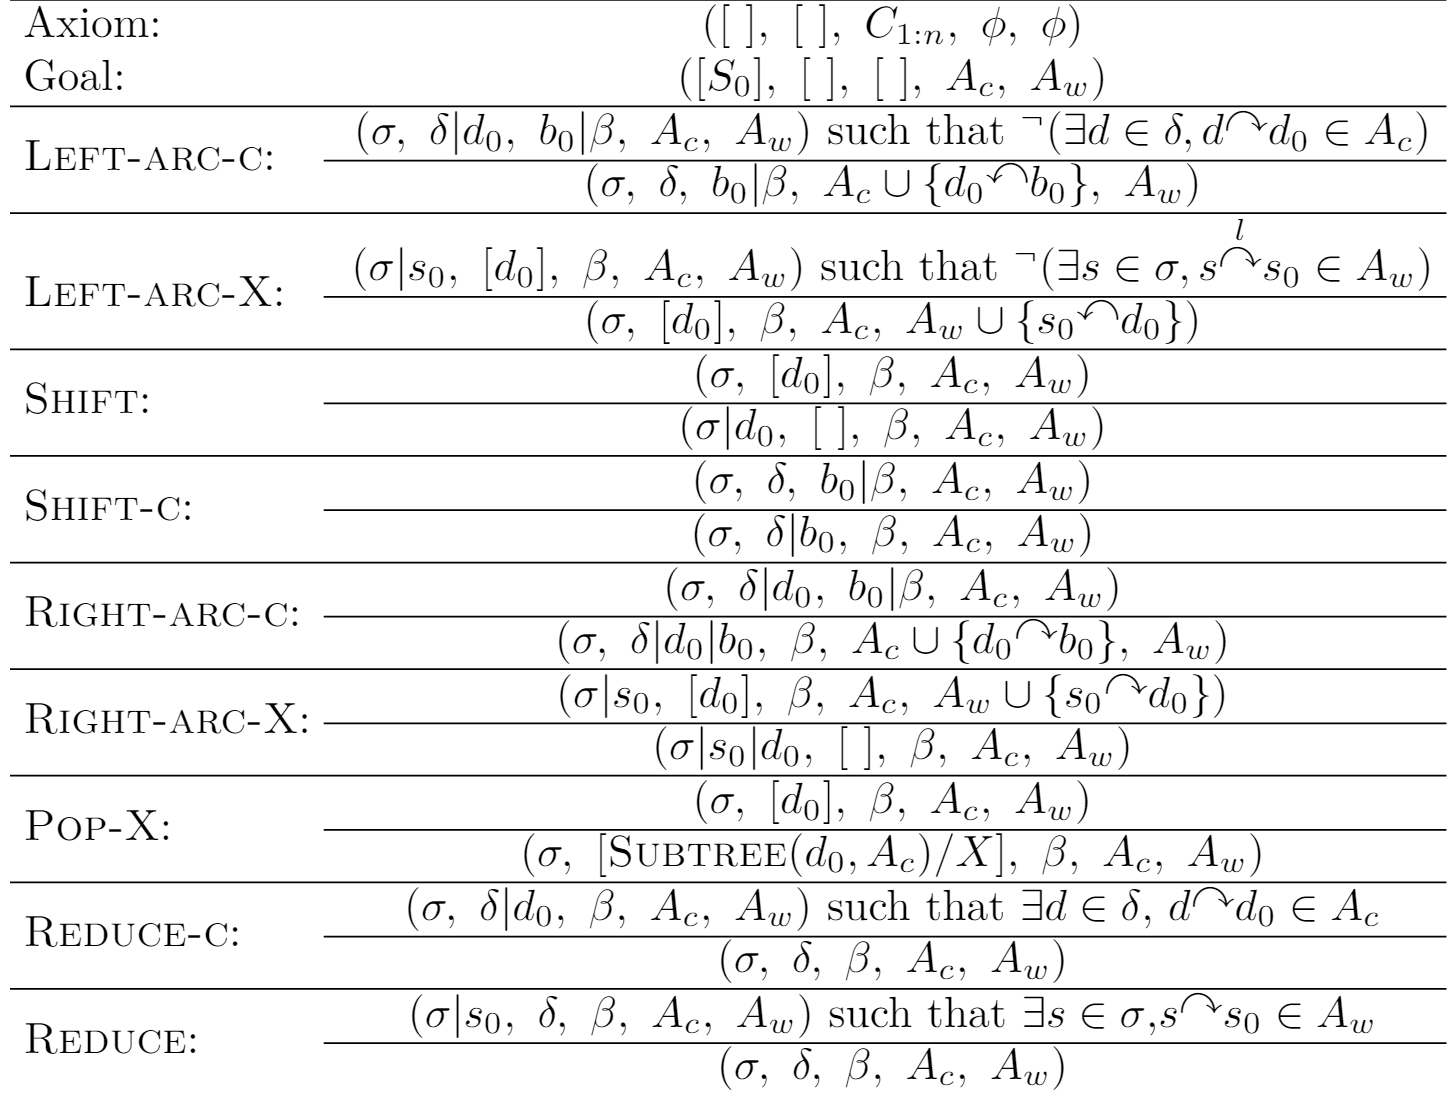 Axiom: ([ ], [ ], C_{1:n}, ϕ, ϕ)
Goal: ([S_0], [ ], [ ], A_c, A_w)
LEFT-ARC-C: (σ, δ|d_0, b_0|β, A_c, A_w) such that ¬(∃d ∈ δ, d↷d_0 ∈ A_c)
(σ, δ, b_0|β, A_c ∪ {d_0↶b_0}, A_w)
l
LEFT-ARC-X: (σ|s_0, [d_0], β, A_c, A_w) such that ¬(∃s ∈ σ, s↷s_0 ∈ A_w)
(σ, [d_0], β, A_c, A_w ∪ {s_0↶d_0})
SHIFT: (σ, [d_0], β, A_c, A_w)
(σ|d_0, [ ], β, A_c, A_w)
SHIFT-C: (σ, δ, b_0|β, A_c, A_w)
(σ, δ|b_0, β, A_c, A_w)
RIGHT-ARC-C: (σ, δ|d_0, b_0|β, A_c, A_w)
(σ, δ|d_0|b_0, β, A_c ∪ {d_0↷b_0}, A_w)
RIGHT-ARC-X: (σ|s_0, [d_0], β, A_c, A_w ∪ {s_0↷d_0})
(σ|s_0|d_0, [ ], β, A_c, A_w)
POP-X: (σ, [d_0], β, A_c, A_w)
(σ, [SUBTREE(d_0, A_c)/X], β, A_c, A_w)
REDUCE-C: (σ, δ|d_0, β, A_c, A_w) such that ∃d ∈ δ, d↷d_0 ∈ A_c
(σ, δ, β, A_c, A_w)
REDUCE: (σ|s_0, δ, β, A_c, A_w) such that ∃s ∈ σ,s↷s_0 ∈ A_w
(σ, δ, β, A_c, A_w)